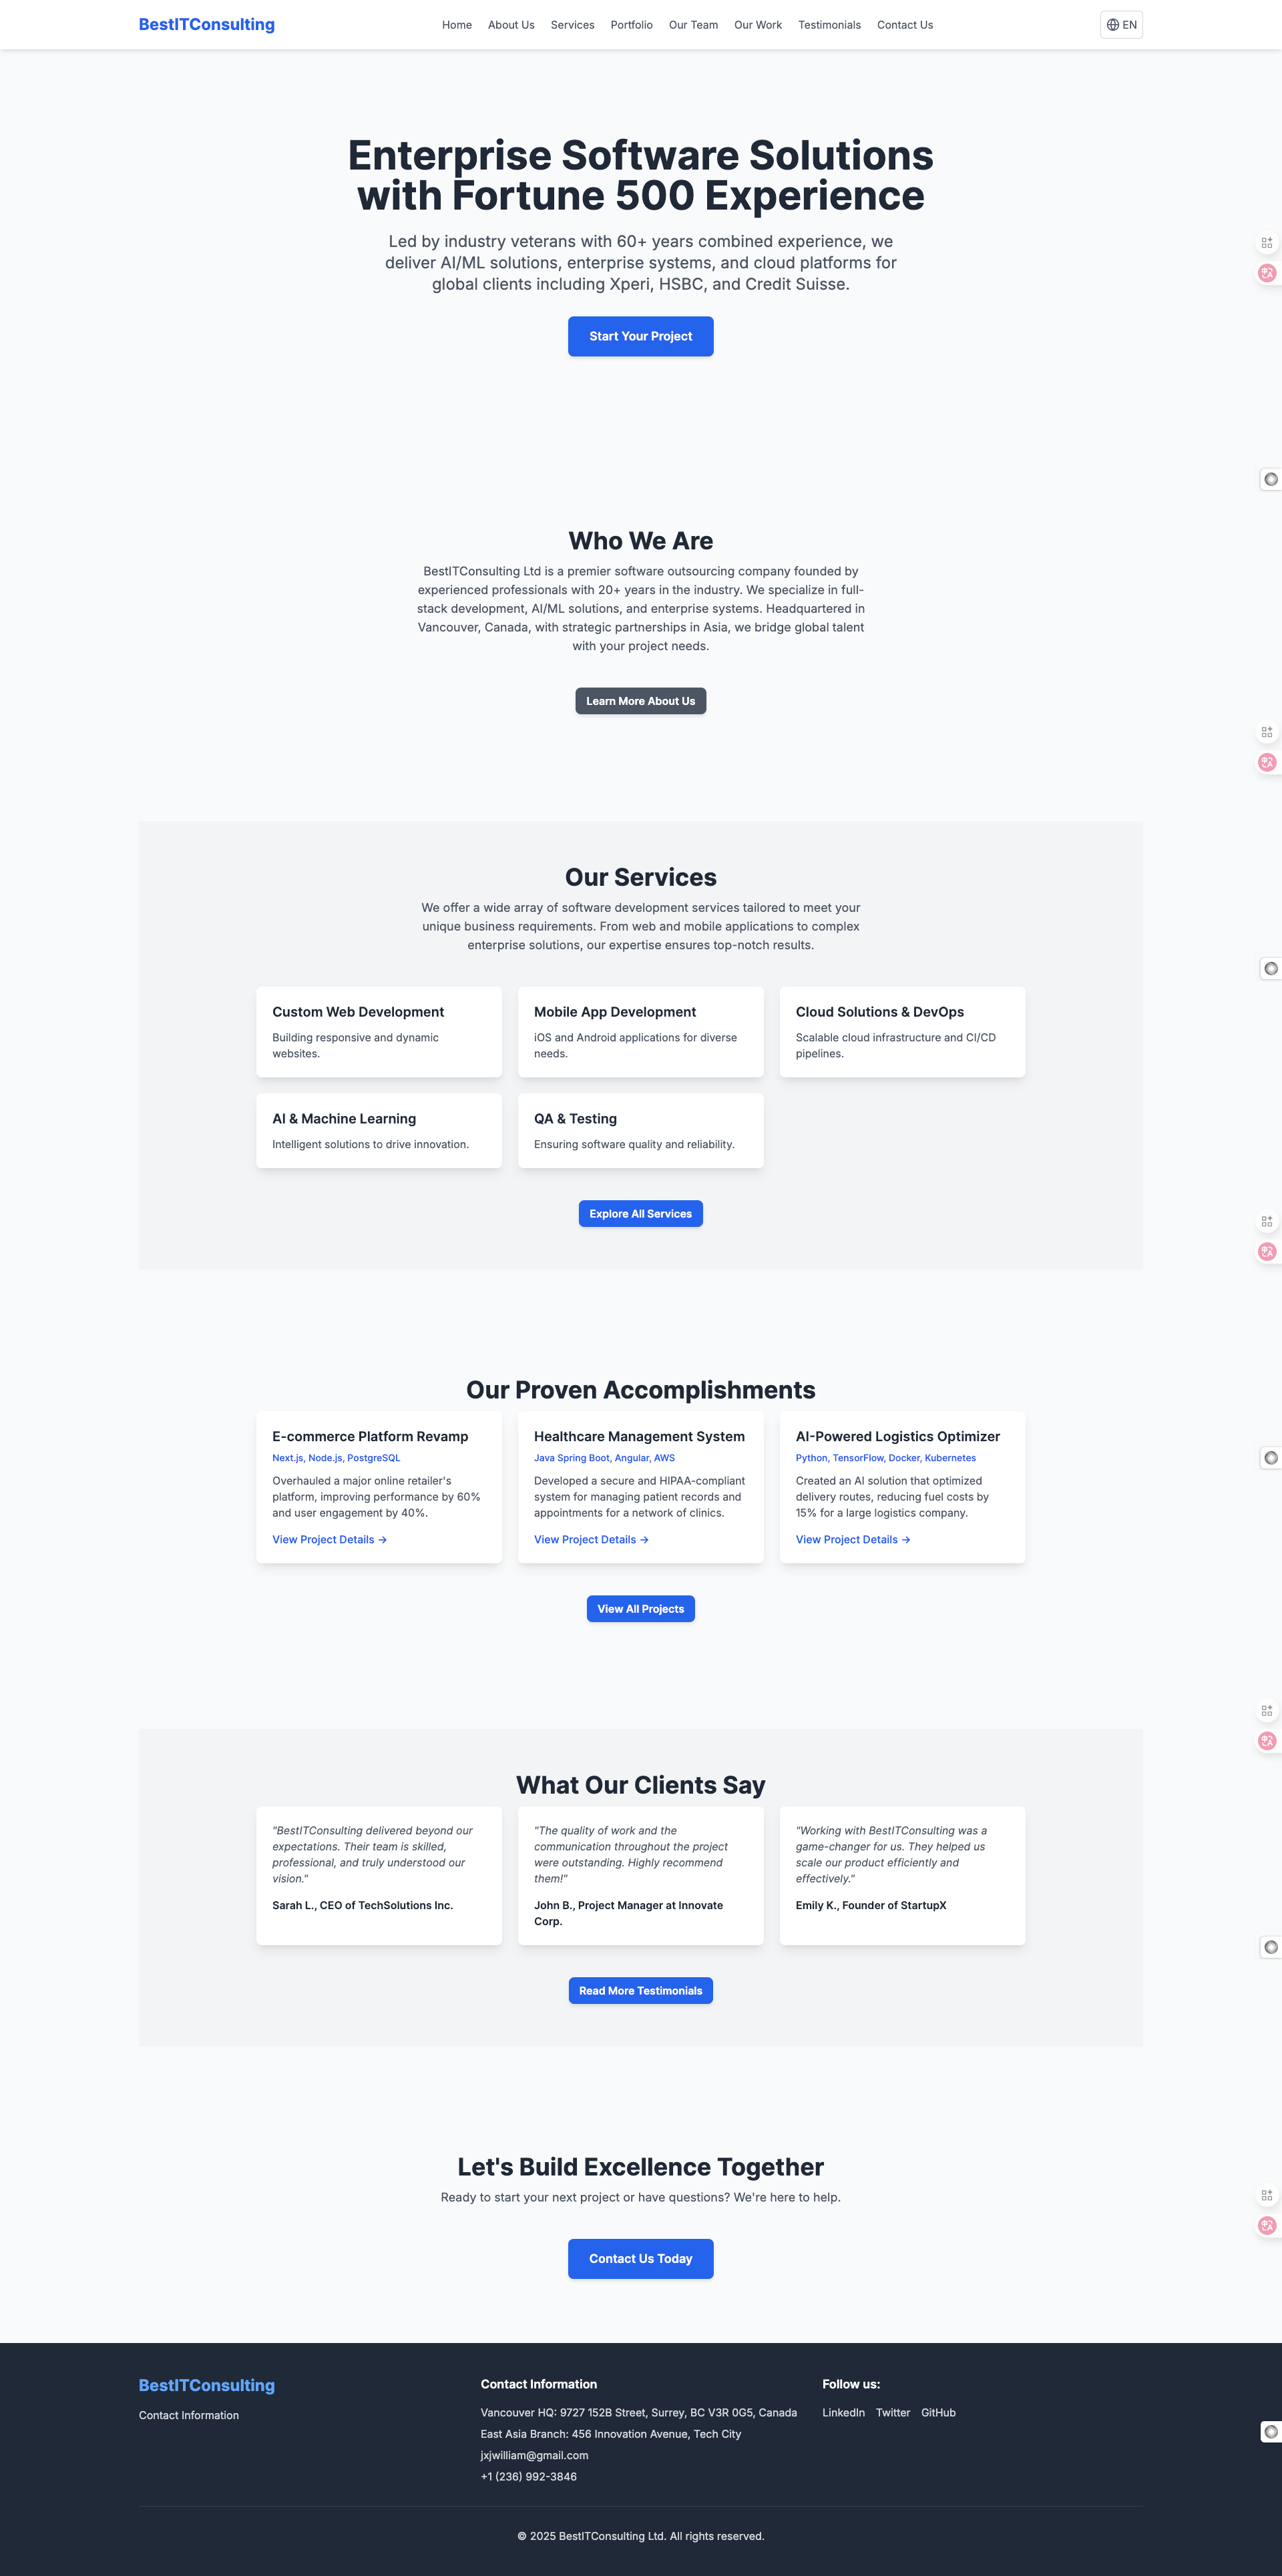 BestITConsulting
Home About Us Services Portfolio Our Team Our Work Testimonials Contact Us
EN
Enterprise Software Solutions
with Fortune 500 Experience
Led by industry veterans with 60+ years combined experience, we
deliver AI/ML solutions, enterprise systems, and cloud platforms for
global clients including Xperi, HSBC, and Credit Suisse.
Start Your Project
Who We Are
BestITConsulting Ltd is a premier software outsourcing company founded by
experienced professionals with 20+ years in the industry. We specialize in full-
stack development, AI/ML solutions, and enterprise systems. Headquartered in
Vancouver, Canada, with strategic partnerships in Asia, we bridge global talent
with your project needs.
Learn More About Us
Our Services
We offer a wide array of software development services tailored to meet your
unique business requirements. From web and mobile applications to complex
enterprise solutions, our expertise ensures top-notch results.
Custom Web Development
Building responsive and dynamic
websites.
Mobile App Development
iOS and Android applications for diverse
needs.
Cloud Solutions & DevOps
Scalable cloud infrastructure and CI/CD
pipelines.
AI & Machine Learning
Intelligent solutions to drive innovation.
QA & Testing
Ensuring software quality and reliability.
Explore All Services
Our Proven Accomplishments
E-commerce Platform Revamp
Next.js, Node.js, PostgreSQL
Overhauled a major online retailer's
platform, improving performance by 60%
and user engagement by 40%.
View Project Details →
Healthcare Management System
Java Spring Boot, Angular, AWS
Developed a secure and HIPAA-compliant
system for managing patient records and
appointments for a network of clinics.
View Project Details →
AI-Powered Logistics Optimizer
Python, TensorFlow, Docker, Kubernetes
Created an AI solution that optimized
delivery routes, reducing fuel costs by
15% for a large logistics company.
View Project Details →
View All Projects
What Our Clients Say
"BestITConsulting delivered beyond our
expectations. Their team is skilled,
professional, and truly understood our
vision."
Sarah L., CEO of TechSolutions Inc.
"The quality of work and the
communication throughout the project
were outstanding. Highly recommend
them!"
John B., Project Manager at Innovate
Corp.
"Working with BestITConsulting was a
game-changer for us. They helped us
scale our product efficiently and
effectively."
Emily K., Founder of StartupX
Read More Testimonials
Let's Build Excellence Together
Ready to start your next project or have questions? We're here to help.
Contact Us Today
BestITConsulting
Contact Information
Contact Information
Vancouver HQ: 9727 152B Street, Surrey, BC V3R 0G5, Canada
East Asia Branch: 456 Innovation Avenue, Tech City
jxjwilliam@gmail.com
+1 (236) 992-3846
Follow us:
LinkedIn Twitter GitHub
© 2025 BestITConsulting Ltd. All rights reserved.